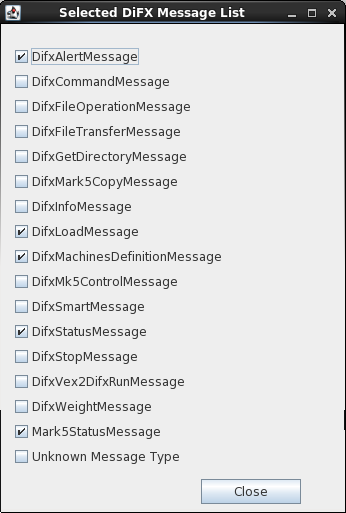 Selected DiFX Message List
DifxAlertMessage
DifxCommandMessage
DifxFileOperationMessage
DifxFileTransferMessage
DifxGetDirectoryMessage
DifxMark5CopyMessage
DifxInfoMessage
DifxLoadMessage
DifxMachinesDefinitionMessage
DifxMk5ControlMessage
DifxSmartMessage
DifxStatusMessage
DifxStopMessage
DifxVex2DifxRunMessage
DifxWeightMessage
Mark5StatusMessage
Unknown Message Type
Close